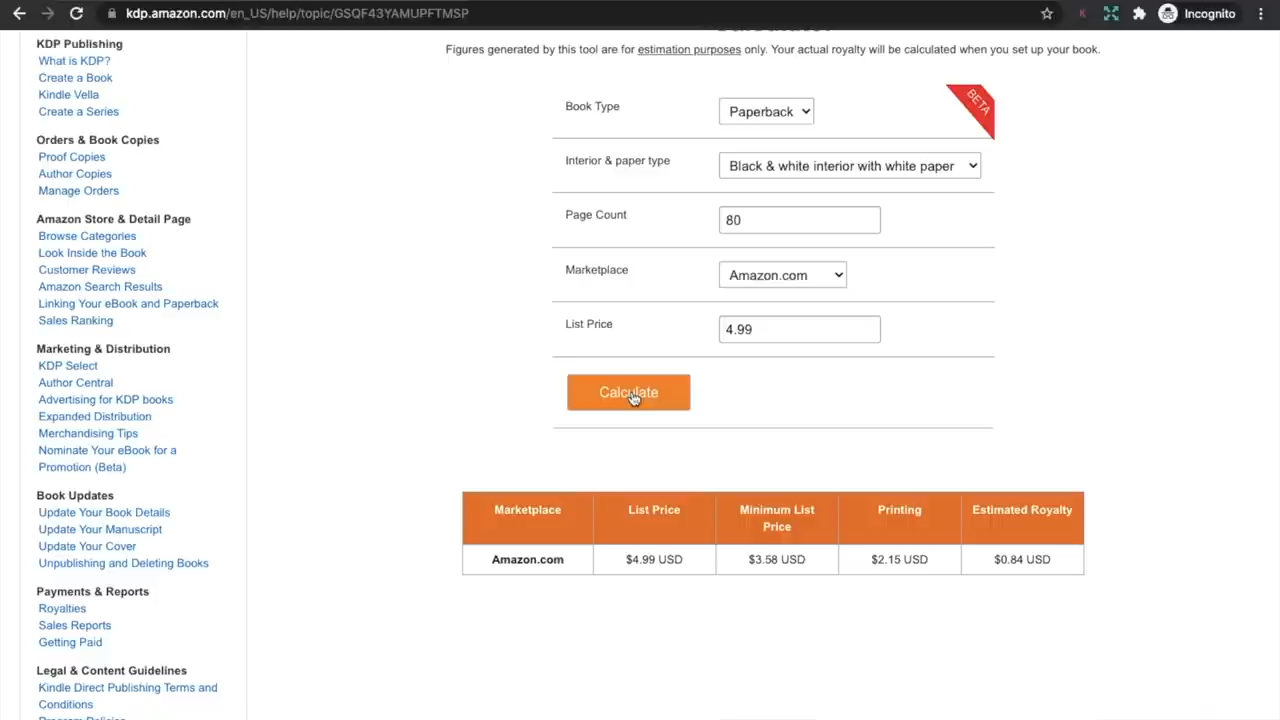 kdp.amazon.com/en_US/help/topic/GSQF43YAMUPFTMSP
K
Incognito
KDP Publishing
What is KDP?
Create a Book
Kindle Vella
Create a Series
Orders & Book Copies
Proof Copies
Author Copies
Manage Orders
Amazon Store & Detail Page
Browse Categories
Look Inside the Book
Customer Reviews
Amazon Search Results
Linking Your eBook and Paperback
Sales Ranking
Marketing & Distribution
KDP Select
Author Central
Advertising for KDP books
Expanded Distribution
Merchandising Tips
Nominate Your eBook for a
Promotion (Beta)
Book Updates
Update Your Book Details
Update Your Manuscript
Update Your Cover
Unpublishing and Deleting Books
Payments & Reports
Royalties
Sales Reports
Getting Paid
Legal & Content Guidelines
Kindle Direct Publishing Terms and
Conditions
Figures generated by this tool are for estimation purposes only. Your actual royalty will be calculated when you set up your book.
BETA
Book Type Paperback
Interior & paper type Black & white interior with white paper
Page Count 80
Marketplace Amazon.com
List Price 4.99
Calculate
Marketplace List Price Minimum List Price Printing Estimated Royalty
Amazon.com $4.99 USD $3.58 USD $2.15 USD $0.84 USD